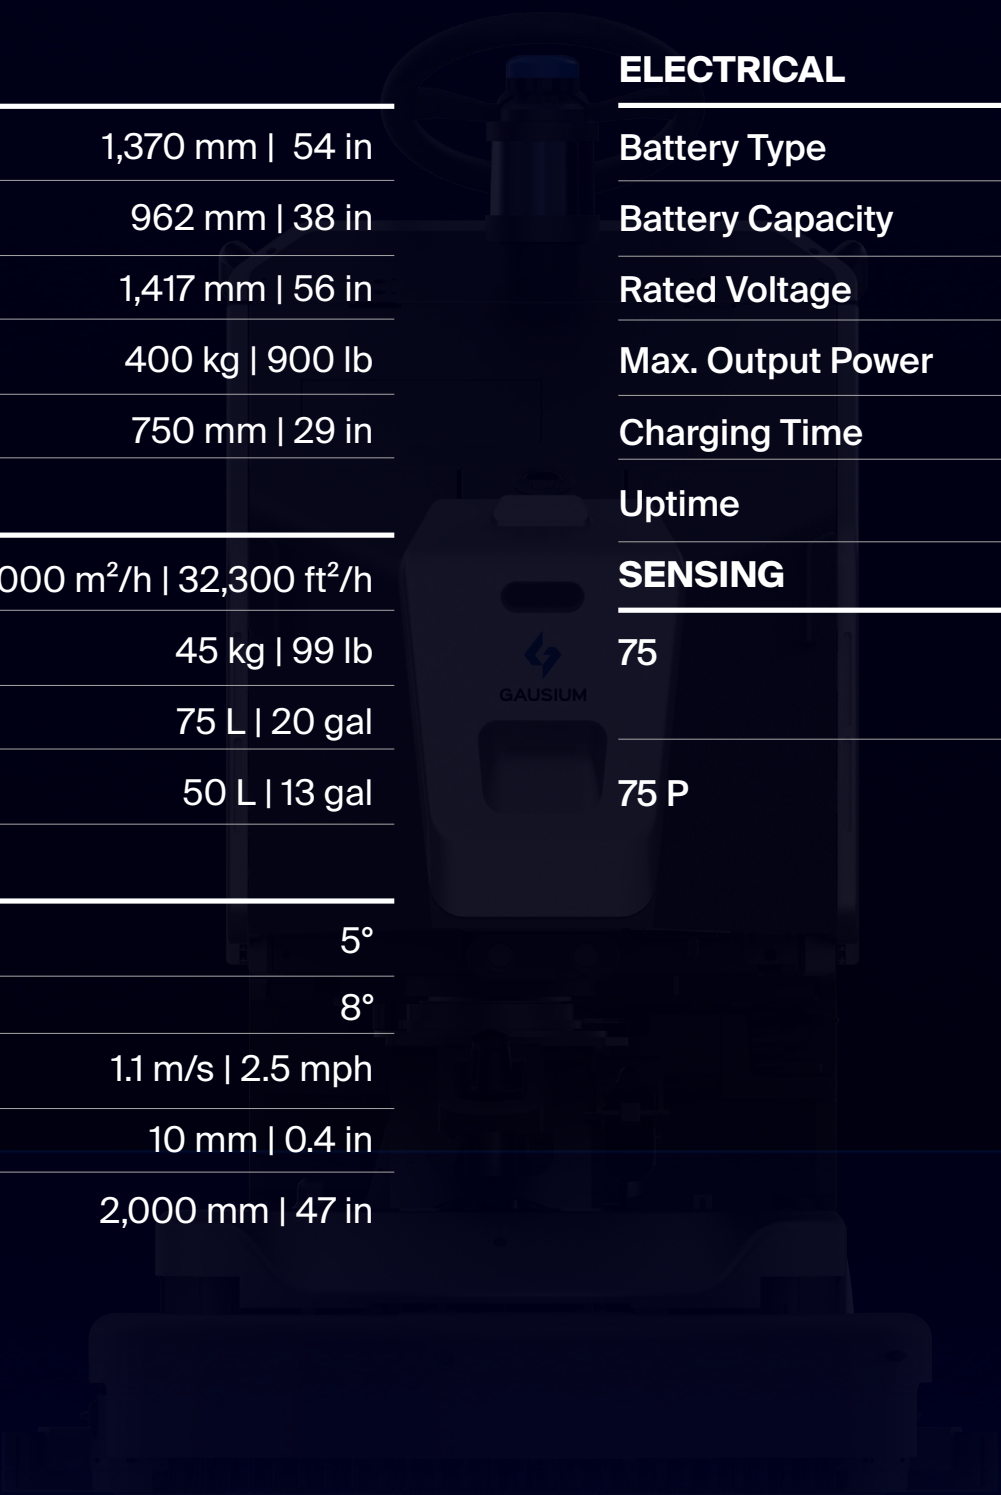 1,370 mm | 54 in
962 mm | 38 in
1,417 mm | 56 in
400 kg | 900 lb
750 mm | 29 in
000 m²/h | 32,300 ft²/h
45 kg | 99 lb
75 L | 20 gal
50 L | 13 gal
5°
8°
1.1 m/s | 2.5 mph
10 mm | 0.4 in
2,000 mm | 47 in
ELECTRICAL
Battery Type
Battery Capacity
Rated Voltage
Max. Output Power
Charging Time
Uptime
SENSING
75
75 P
GAUSIUM